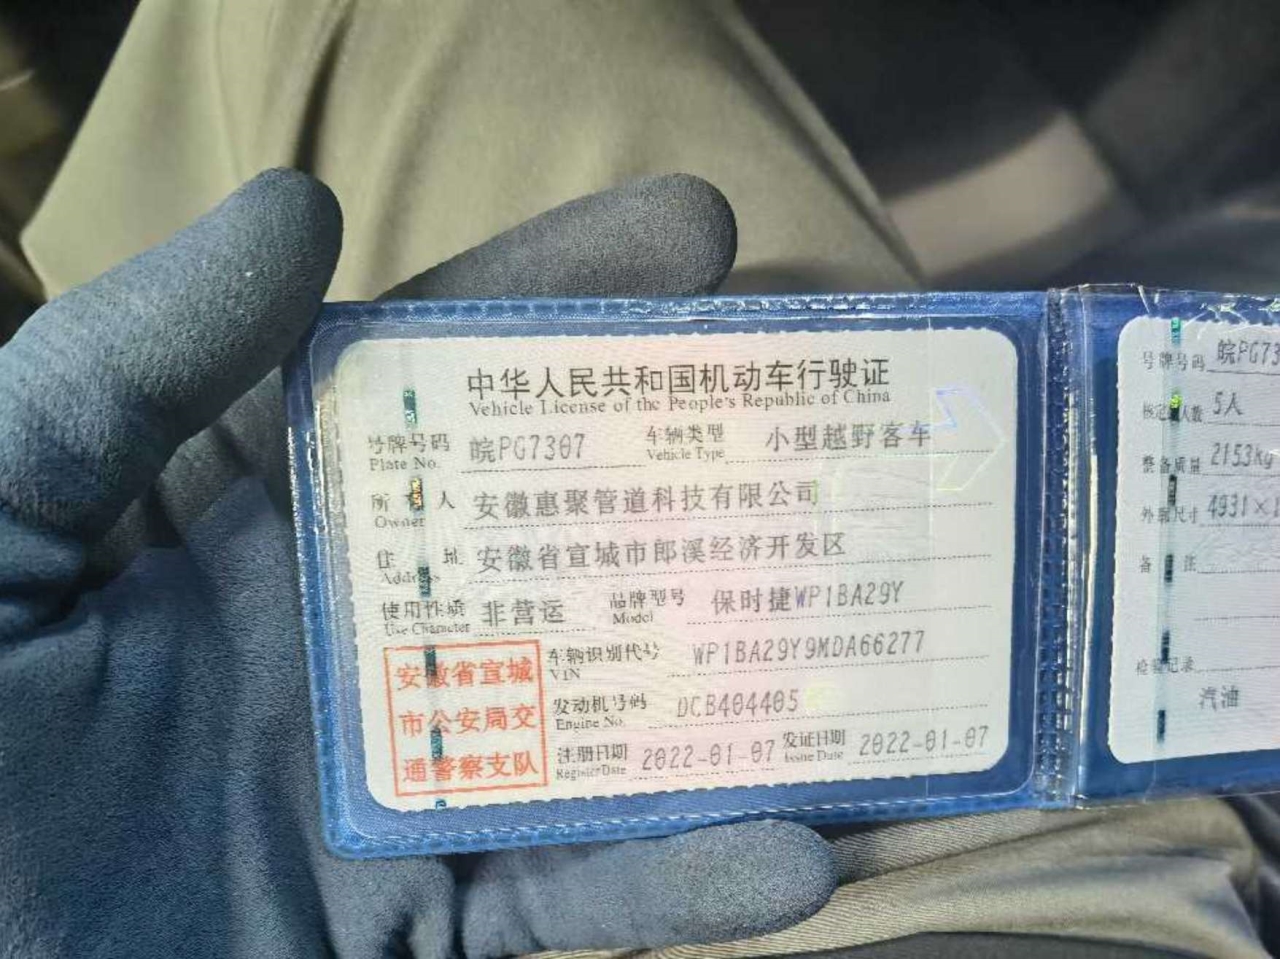 中华人民共和国机动车行驶证
Vehicle License of the People's Republic of China
号牌号码 皖PG7307 车辆类型 小型越野客车
Plate No. Vehicle Type
所有人 安徽惠聚管道科技有限公司
Owner
住址 安徽省宣城市郎溪经济开发区
Address
使用性质 非营运 品牌型号 保时捷WP1BA29Y
Use Character Model
安徽省宣城
市公安局交
通警察支队
车辆识别代号 WP1BA29Y9MDA66277
VIN
发动机号码 DCB404405
Engine No.
注册日期 2022-01-07 发证日期 2022-01-07
Register Date Issue Date
号牌号码 皖PG73
核定人数 5人
整备质量 2153kg
外廓尺寸 4931×1
备注
检验记录
汽油